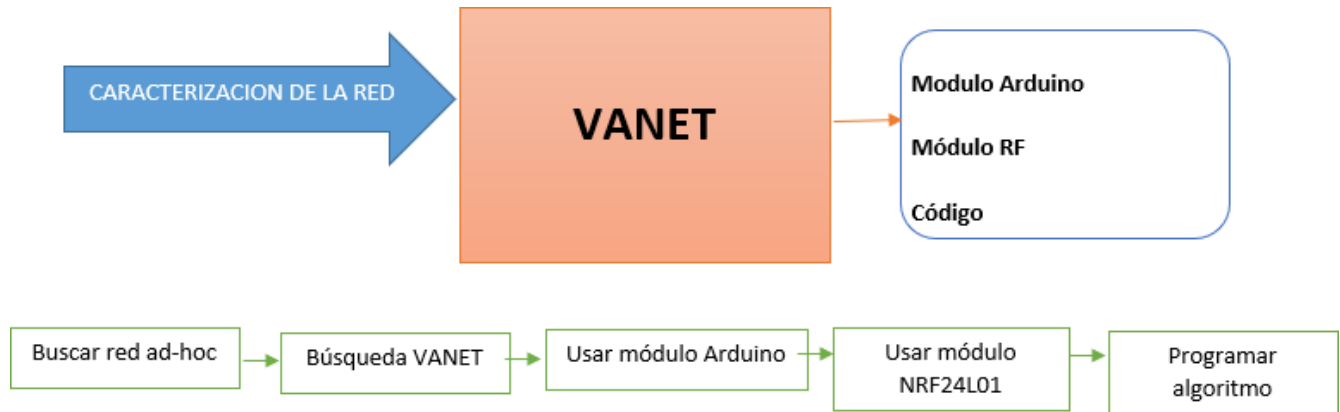 CARACTERIZACION DE LA RED
VANET
Modulo Arduino
Módulo RF
Código
Buscar red ad-hoc
Búsqueda VANET
Usar módulo Arduino
Usar módulo
NRF24L01
Programar
algoritmo